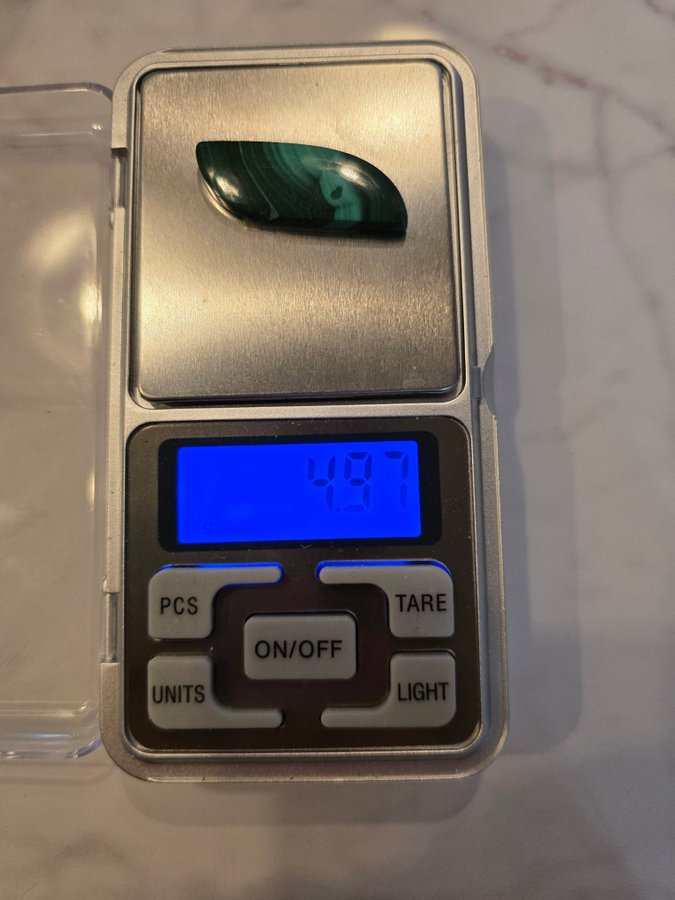 4.97
g
PCS
TARE
ON/OFF
UNITS
LIGHT